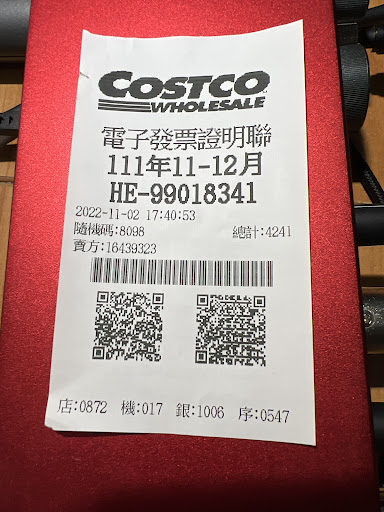 COSTCO
WHOLESALE
電子發票證明聯
111年11-12月
HE-99018341
2022-11-02 17:40:53
隨機碼:8098 總計:4241
賣方:16439323
店:0872 機:017 銀:1006 序:0547